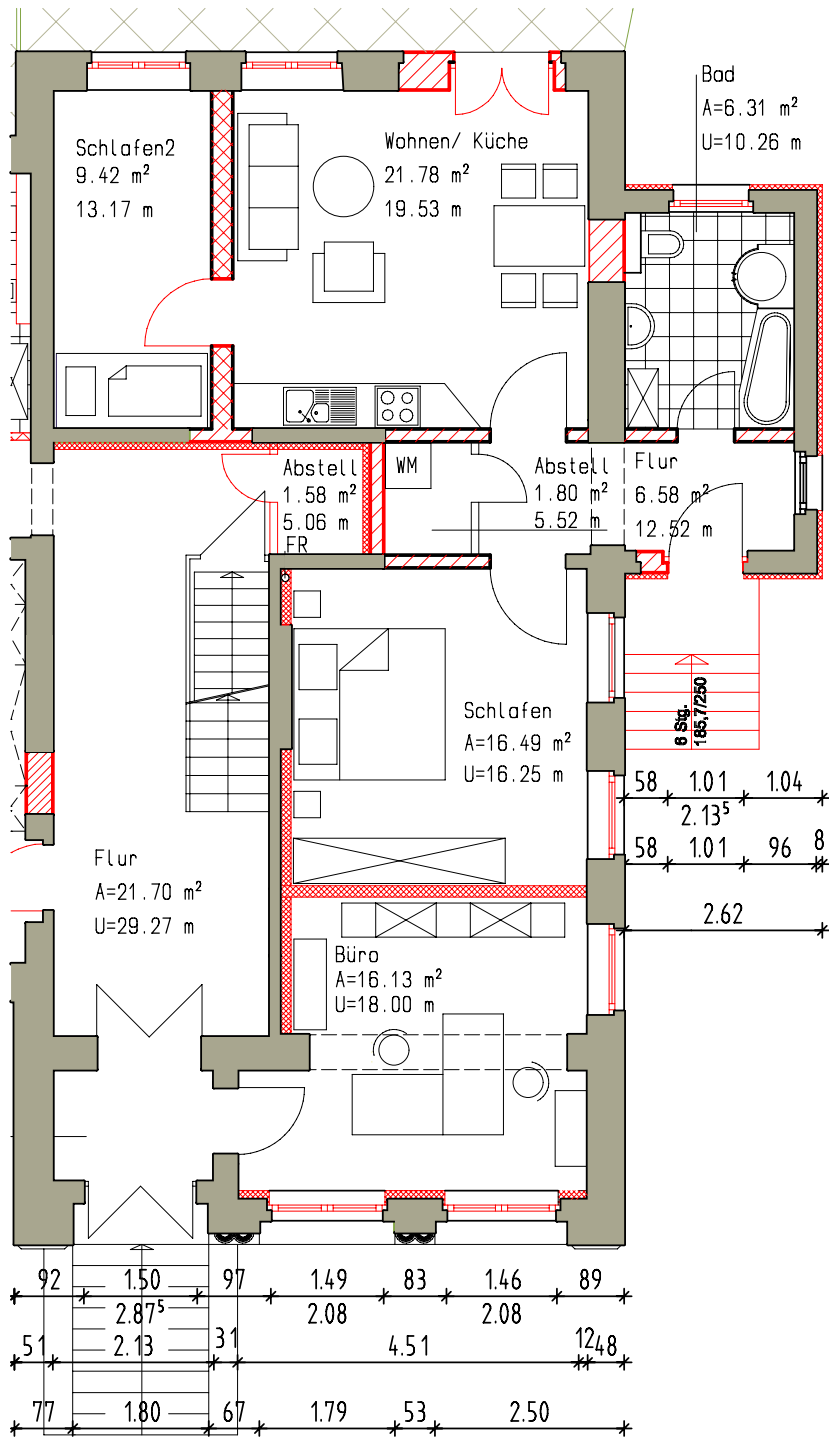 Bad
A=6.31 m²
U=10.26 m
Schlafen2
9.42 m²
13.17 m
Wohnen/ Küche
21.78 m²
19.53 m
Abstell
1.58 m²
5.06 m
FR
WM
Abstell
1.80 m²
5.52 m
Flur
6.58 m²
12.52 m
Schlafen
A=16.49 m²
U=16.25 m
6 Stg.
185,7/250
58 1.01 1.04
2.13⁵
58 1.01 96 8
2.62
Flur
A=21.70 m²
U=29.27 m
Büro
A=16.13 m²
U=18.00 m
92 1.50 97 1.49 83 1.46 89
2.87⁵ 2.08 2.08
51 2.13 31 4.51 12 48
77 1.80 67 1.79 53 2.50